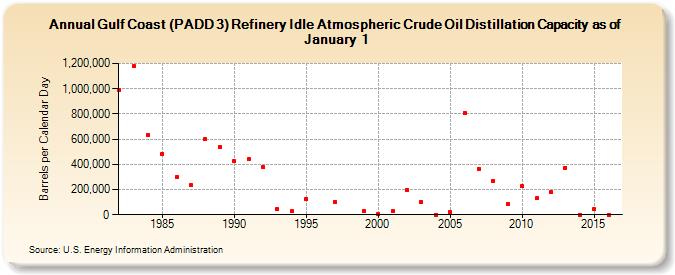 Annual Gulf Coast (PADD 3) Refinery Idle Atmospheric Crude Oil Distillation Capacity as of
January 1
Barrels per Calendar Day
1,200,000
1,000,000
800,000
600,000
400,000
200,000
0
1985 1990 1995 2000 2005 2010 2015
Source: U.S. Energy Information Administration